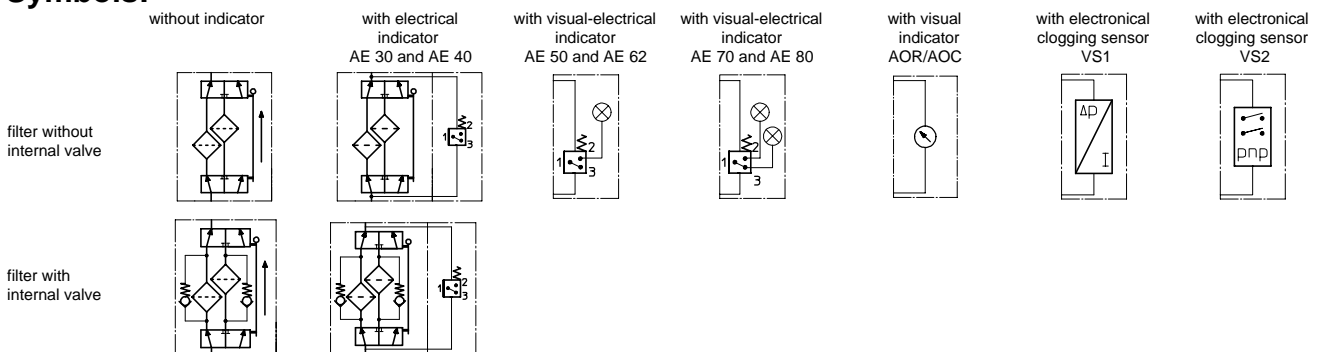 without indicator
with electrical
indicator
AE 30 and AE 40
with visual-electrical
indicator
AE 50 and AE 62
with visual-electrical
indicator
AE 70 and AE 80
with visual
indicator
AOR/AOC
with electronical
clogging sensor
VS1
with electronical
clogging sensor
VS2
filter without
internal valve
1
2
3
1
2
3
1
2
3
Δp
I
pnp
filter with
internal valve
1
2
3